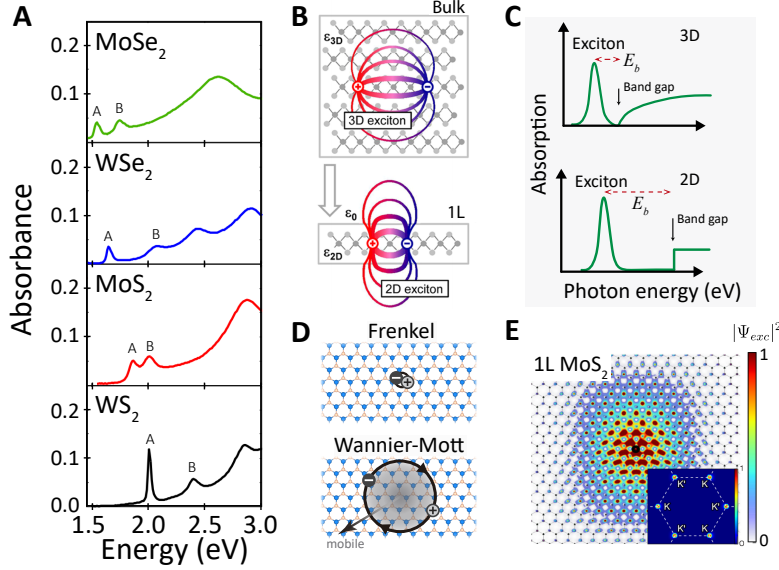 A
Absorbance
MoSe2
0.2
0.1
A
B
WSe2
0.2
0.1
A
B
MoS2
0.2
0.1
A
B
WS2
0.2
0.1
0.0
A
B
1.5
2.0
2.5
3.0
Energy (eV)
B
Bulk
ε3D
+
−
3D exciton
1L
ε0
ε2D
+
−
2D exciton
C
Absorption
3D
Exciton
Eb
Band gap
2D
Exciton
Eb
Band gap
Photon energy (eV)
D
Frenkel
−
+
Wannier-Mott
−
+
mobile
E
|Ψexc|²
1L MoS2
1
0
K'
K
K
K'
K'
K
1
0